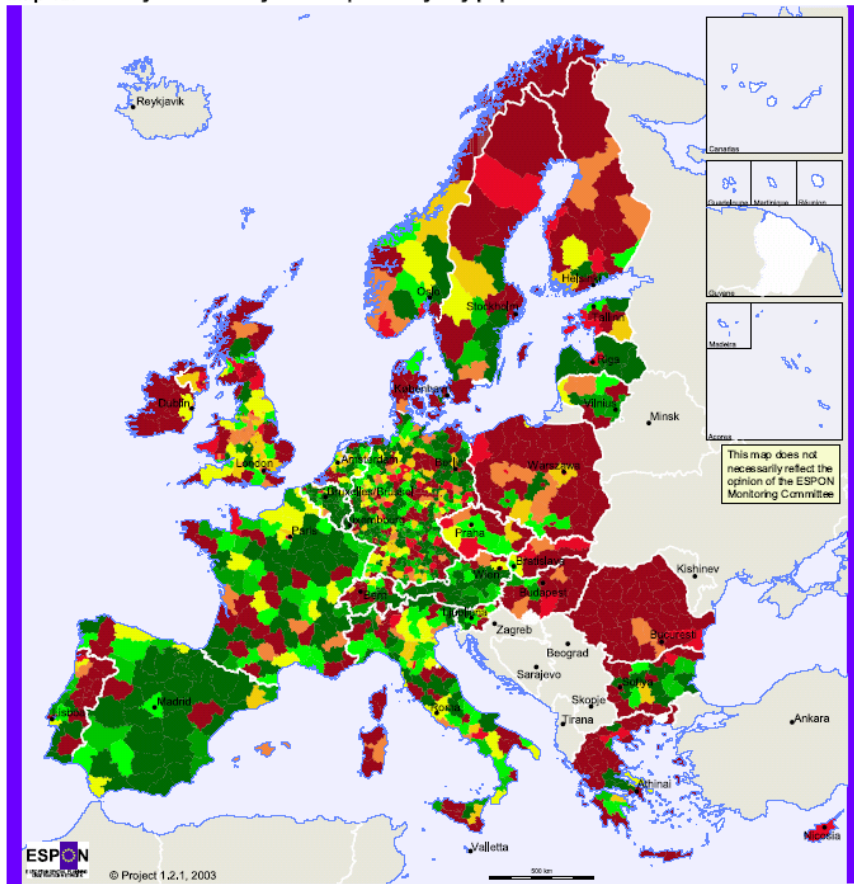 Reykjavik
Canarias
Guadeloupe
Martinique
Réunion
Guyane
Madeira
Acores
This map does not
necessarily reflect the
opinion of the ESPON
Monitoring Committee
Oslo
Helsinki
Stockholm
Tallinn
Riga
Vilnius
Minsk
København
Dublin
London
Amsterdam
Berlin
Warszawa
Bruxelles/Brussel
Luxembourg
Paris
Praha
Wien
Bratislava
Budapest
Kishinev
Bern
Ljubljana
Zagreb
Bucuresti
Beograd
Sarajevo
Sofiya
Skopje
Tirana
Madrid
Lisboa
Roma
Ankara
Athinai
Nicosia
Valletta
ESPON
© Project 1.2.1, 2003
500 km